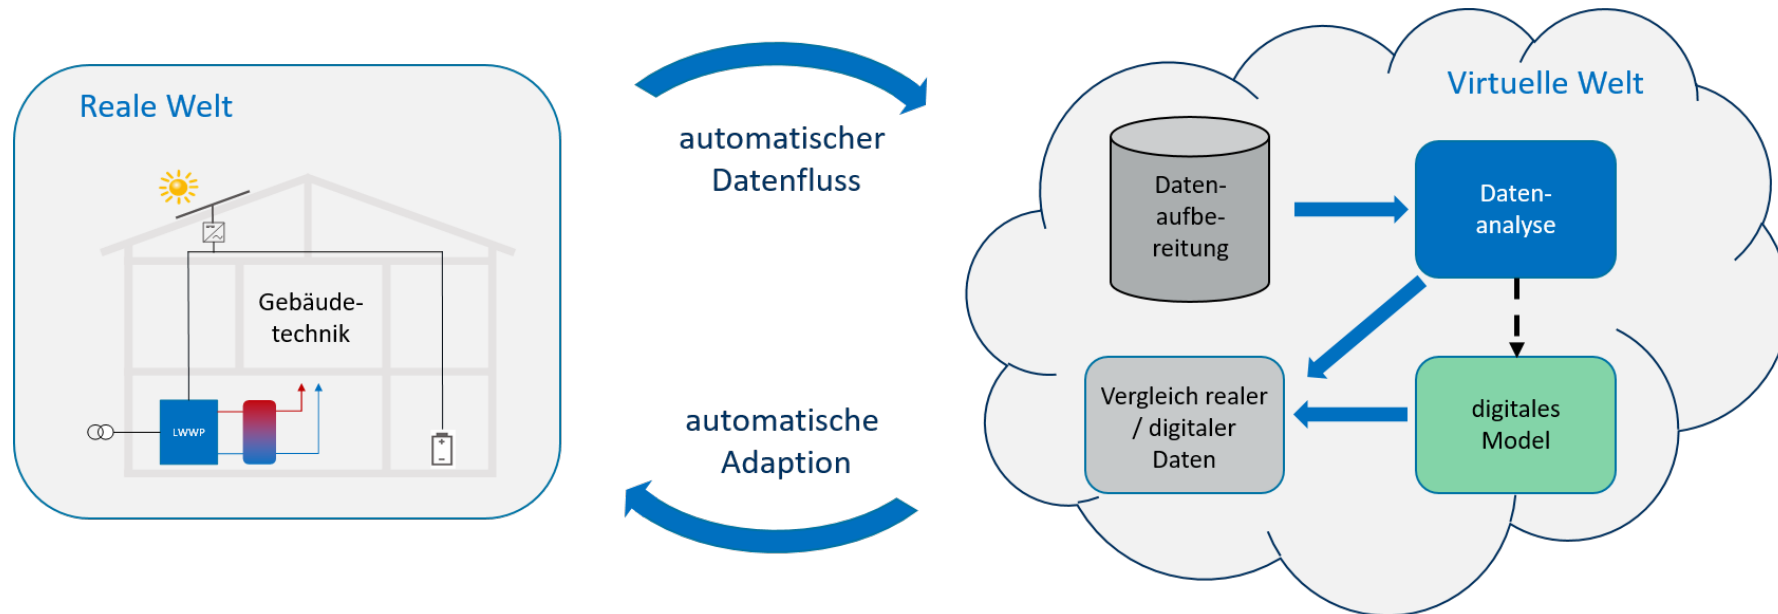 Reale Welt
Gebäude-
technik
LWWP
automatischer
Datenfluss
automatische
Adaption
Virtuelle Welt
Daten-
aufbe-
reitung
Daten-
analyse
Vergleich realer
/ digitaler
Daten
digitales
Model